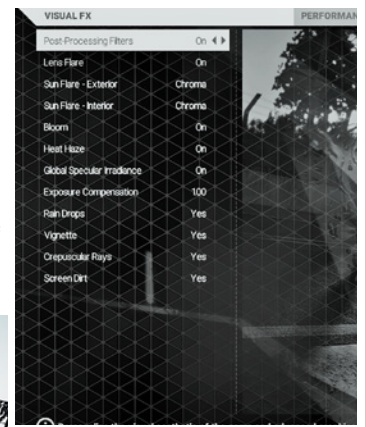 VISUAL FX PERFORMAN
Post-Processing Filters On
Lens Flare On
Sun Flare - Exterior Chroma
Sun Flare - Interior Chroma
Bloom On
Heat Haze On
Global Specular Irradiance On
Exposure Compensation 1.00
Rain Drops Yes
Vignette Yes
Crepuscular Rays Yes
Screen Dirt Yes